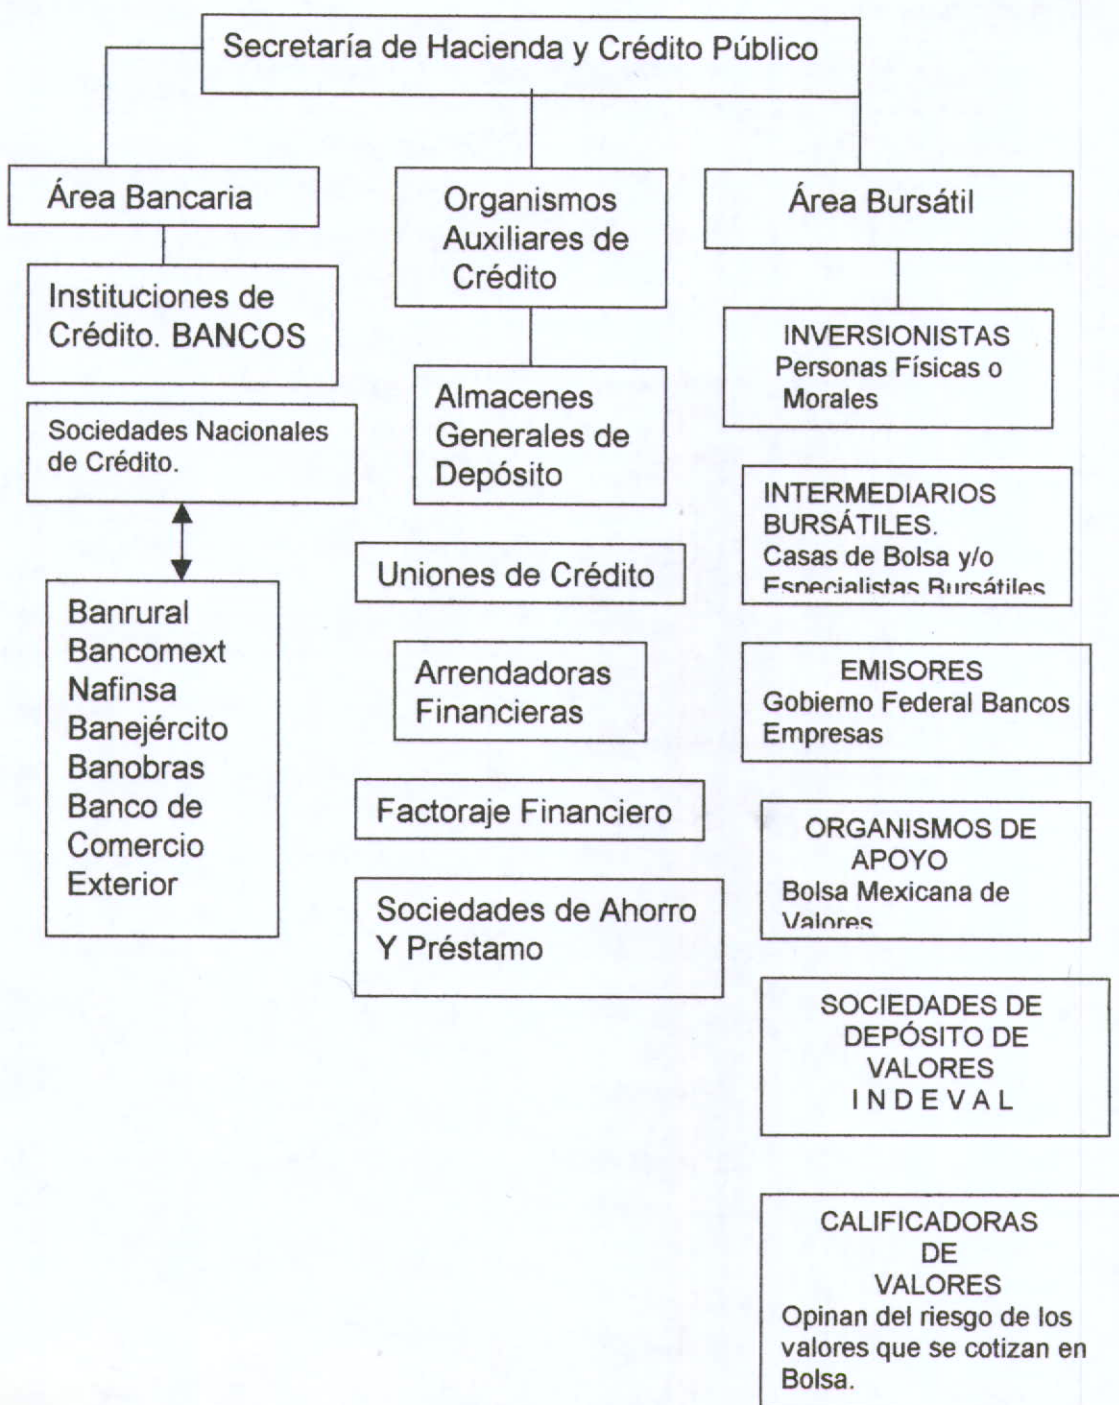 Secretaría de Hacienda y Crédito Público
Área Bancaria
Instituciones de
Crédito. BANCOS
Sociedades Nacionales
de Crédito.
Banrural
Bancomext
Nafinsa
Banejército
Banobras
Banco de
Comercio
Exterior
Organismos
Auxiliares de
Crédito
Almacenes
Generales de
Depósito
Uniones de Crédito
Arrendadoras
Financieras
Factoraje Financiero
Sociedades de Ahorro
Y Préstamo
Área Bursátil
INVERSIONISTAS
Personas Físicas o
Morales
INTERMEDIARIOS
BURSÁTILES.
Casas de Bolsa y/o
Especialistas Bursátiles
EMISORES
Gobierno Federal Bancos
Empresas
ORGANISMOS DE
APOYO
Bolsa Mexicana de
Valores
SOCIEDADES DE
DEPÓSITO DE
VALORES
I N D E V A L
CALIFICADORAS
DE
VALORES
Opinan del riesgo de los
valores que se cotizan en
Bolsa.